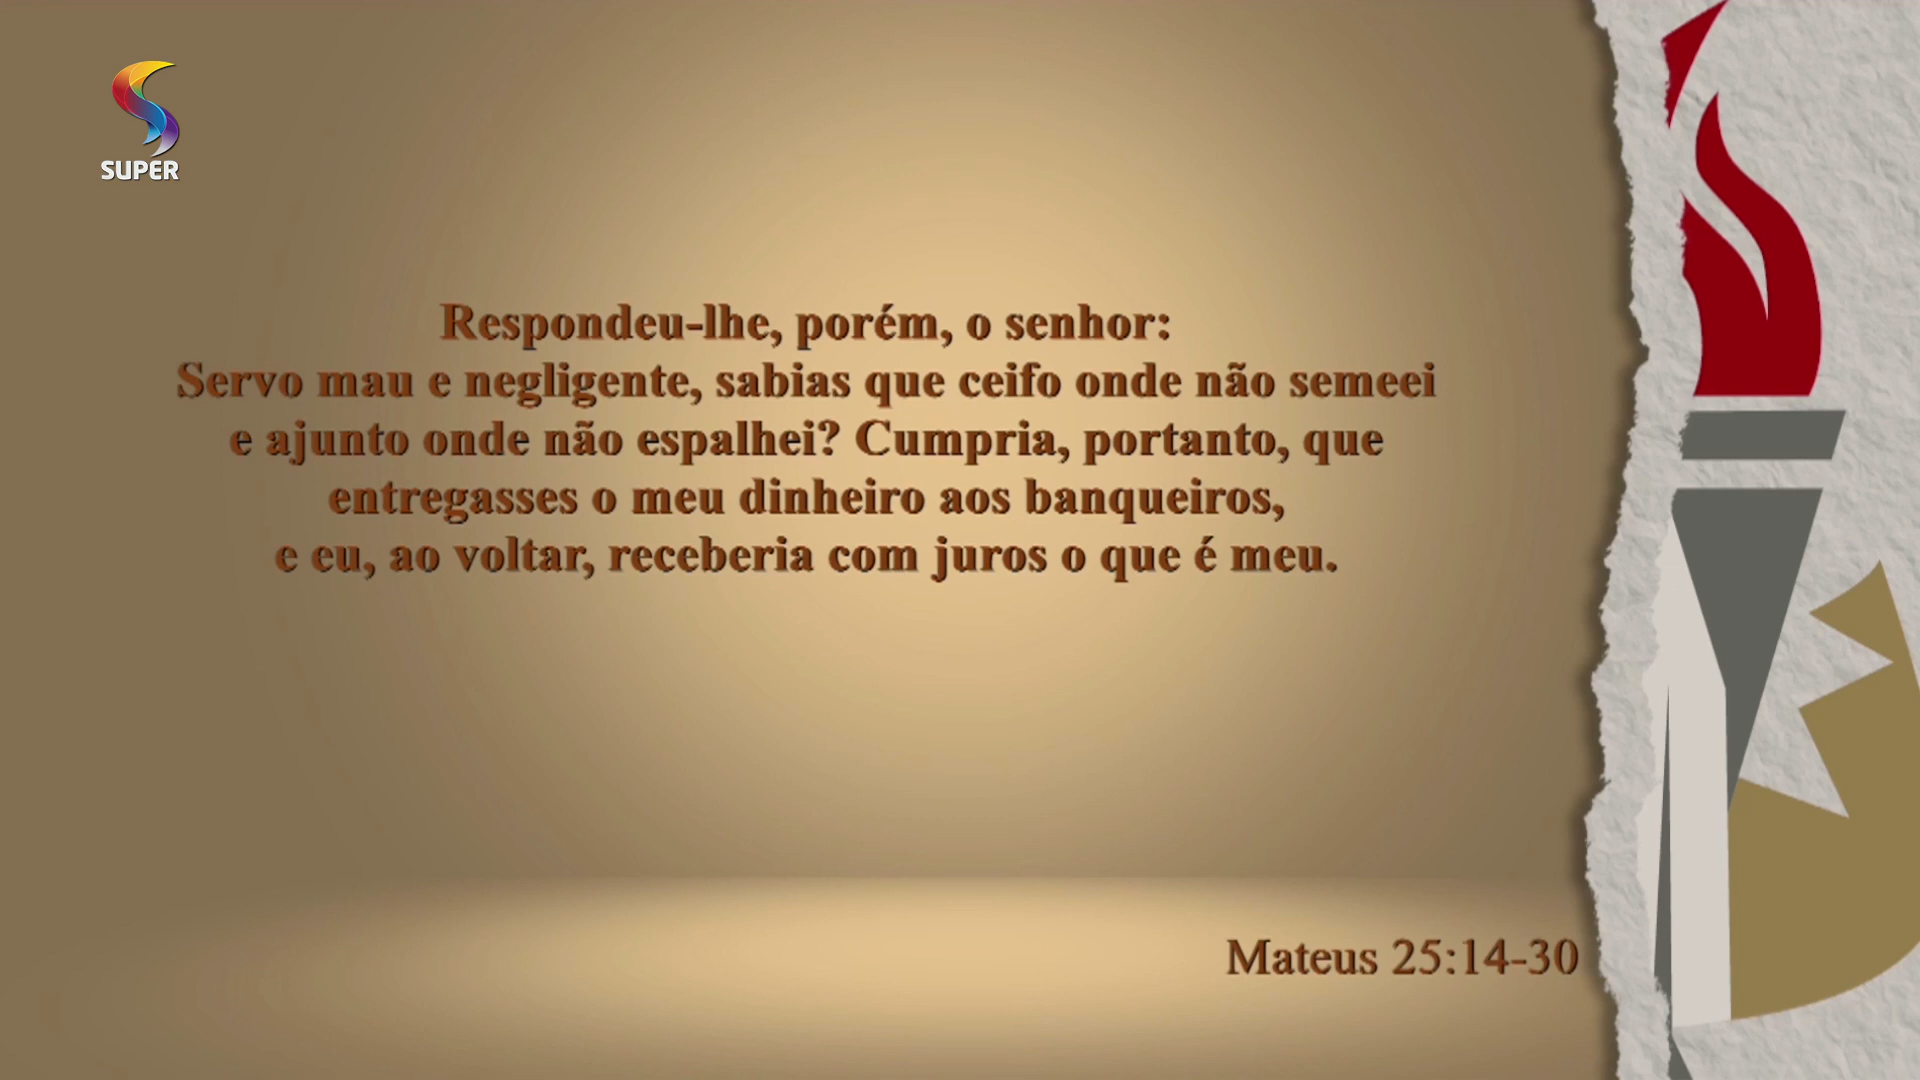 SUPER
Respondeu-lhe, porém, o senhor:
Servo mau e negligente, sabias que ceifo onde não semeei
e ajunto onde não espalhei? Cumpria, portanto, que
entregasses o meu dinheiro aos banqueiros,
e eu, ao voltar, receberia com juros o que é meu.
Mateus 25:14-30